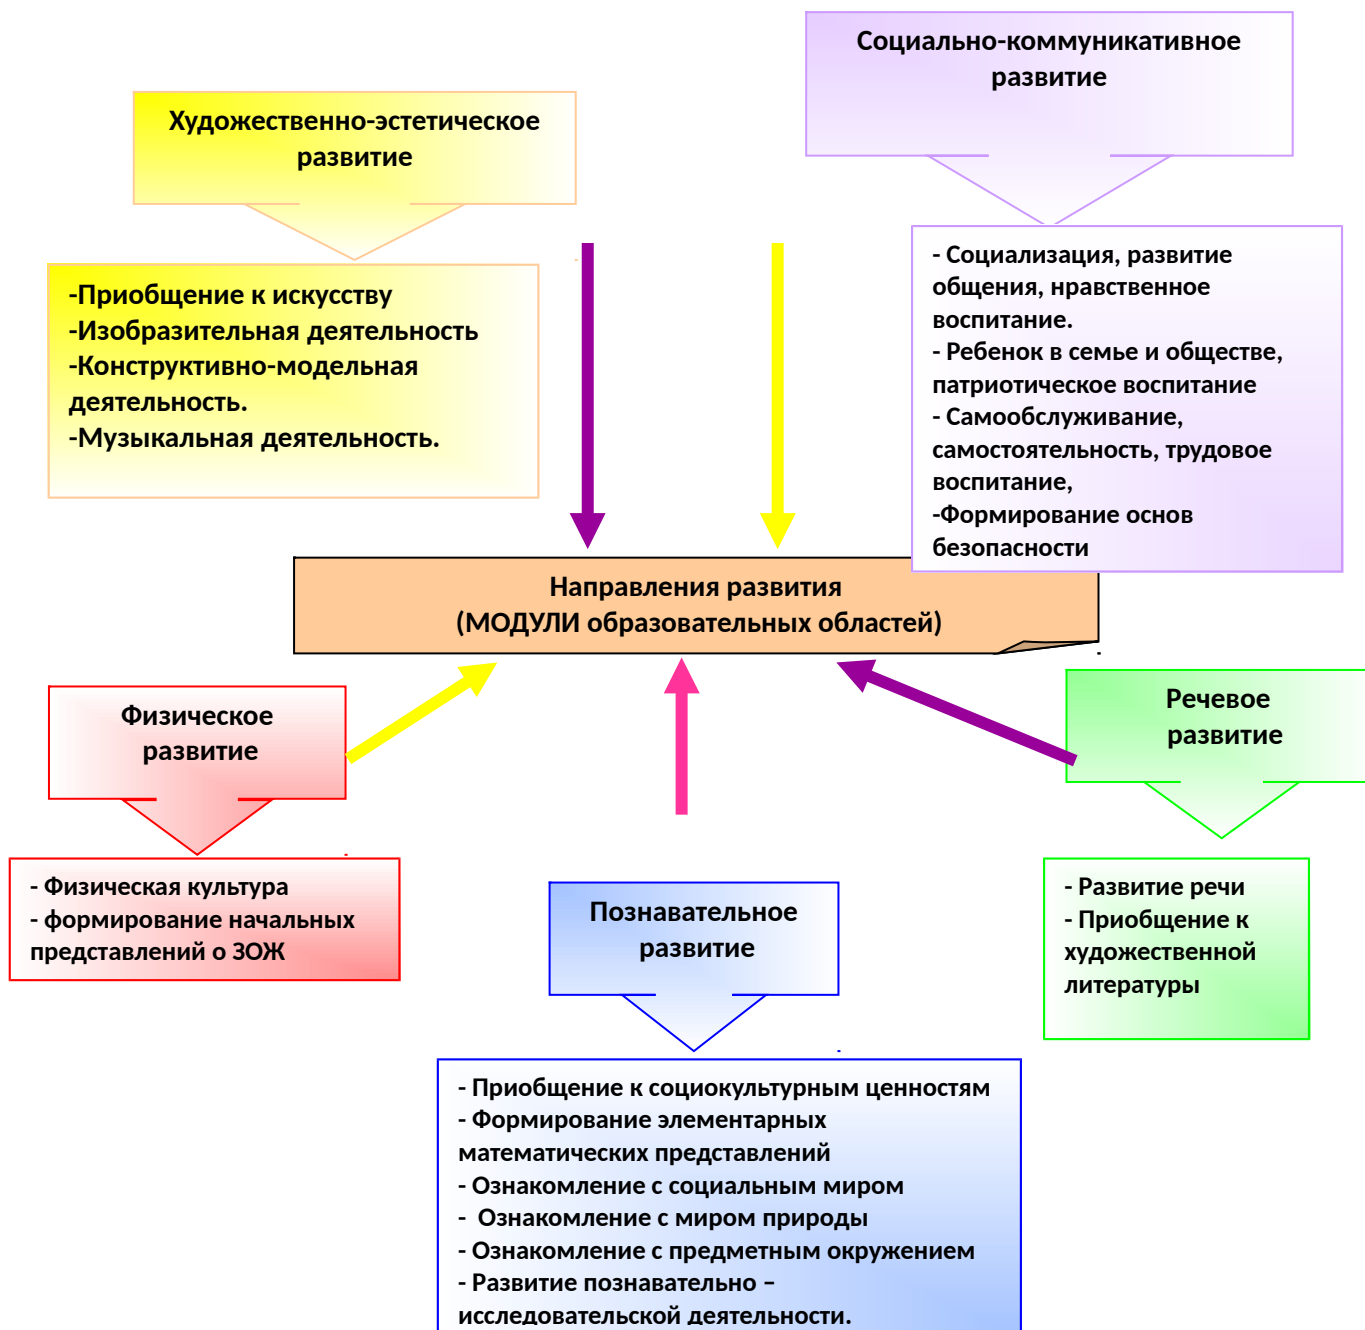 Социально-коммуникативное
развитие
Художественно-эстетическое
развитие
- Социализация, развитие
общения, нравственное
воспитание.
- Ребенок в семье и обществе,
патриотическое воспитание
- Самообслуживание,
самостоятельность, трудовое
воспитание,
-Формирование основ
безопасности
-Приобщение к искусству
-Изобразительная деятельность
-Конструктивно-модельная
деятельность.
-Музыкальная деятельность.
Направления развития
(МОДУЛИ образовательных областей)
Физическое
развитие
Речевое
развитие
- Физическая культура
- формирование начальных
представлений о ЗОЖ
Познавательное
развитие
- Развитие речи
- Приобщение к
художественной
литературы
- Приобщение к социокультурным ценностям
- Формирование элементарных
математических представлений
- Ознакомление с социальным миром
-  Ознакомление с миром природы
- Ознакомление с предметным окружением
- Развитие познавательно –
исследовательской деятельности.